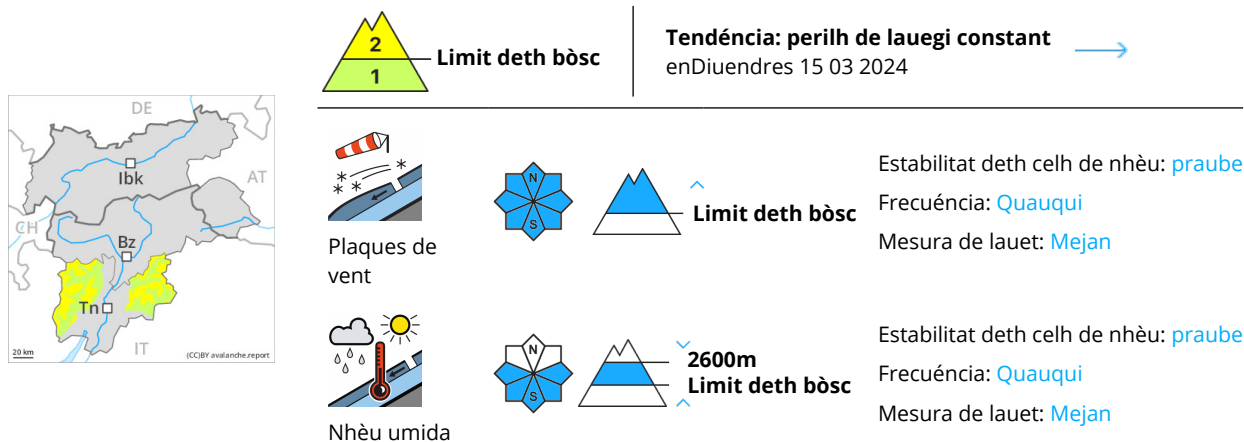 2
1
Limit deth bòsc
Tendéncia: perilh de lauegi constant
enDiuendres 15 03 2024
DE
Ibk
AT
CH
Bz
Tn
IT
20 km
(CC)BY avalanche.report
Plaques de
vent
N
S
Limit deth bòsc
Estabilitat deth celh de nhèu: praube
Frecuéncia: Quauqui
Mesura de lauet: Mejan
Nhèu umida
N
S
2600m
Limit deth bòsc
Estabilitat deth celh de nhèu: praube
Frecuéncia: Quauqui
Mesura de lauet: Mejan